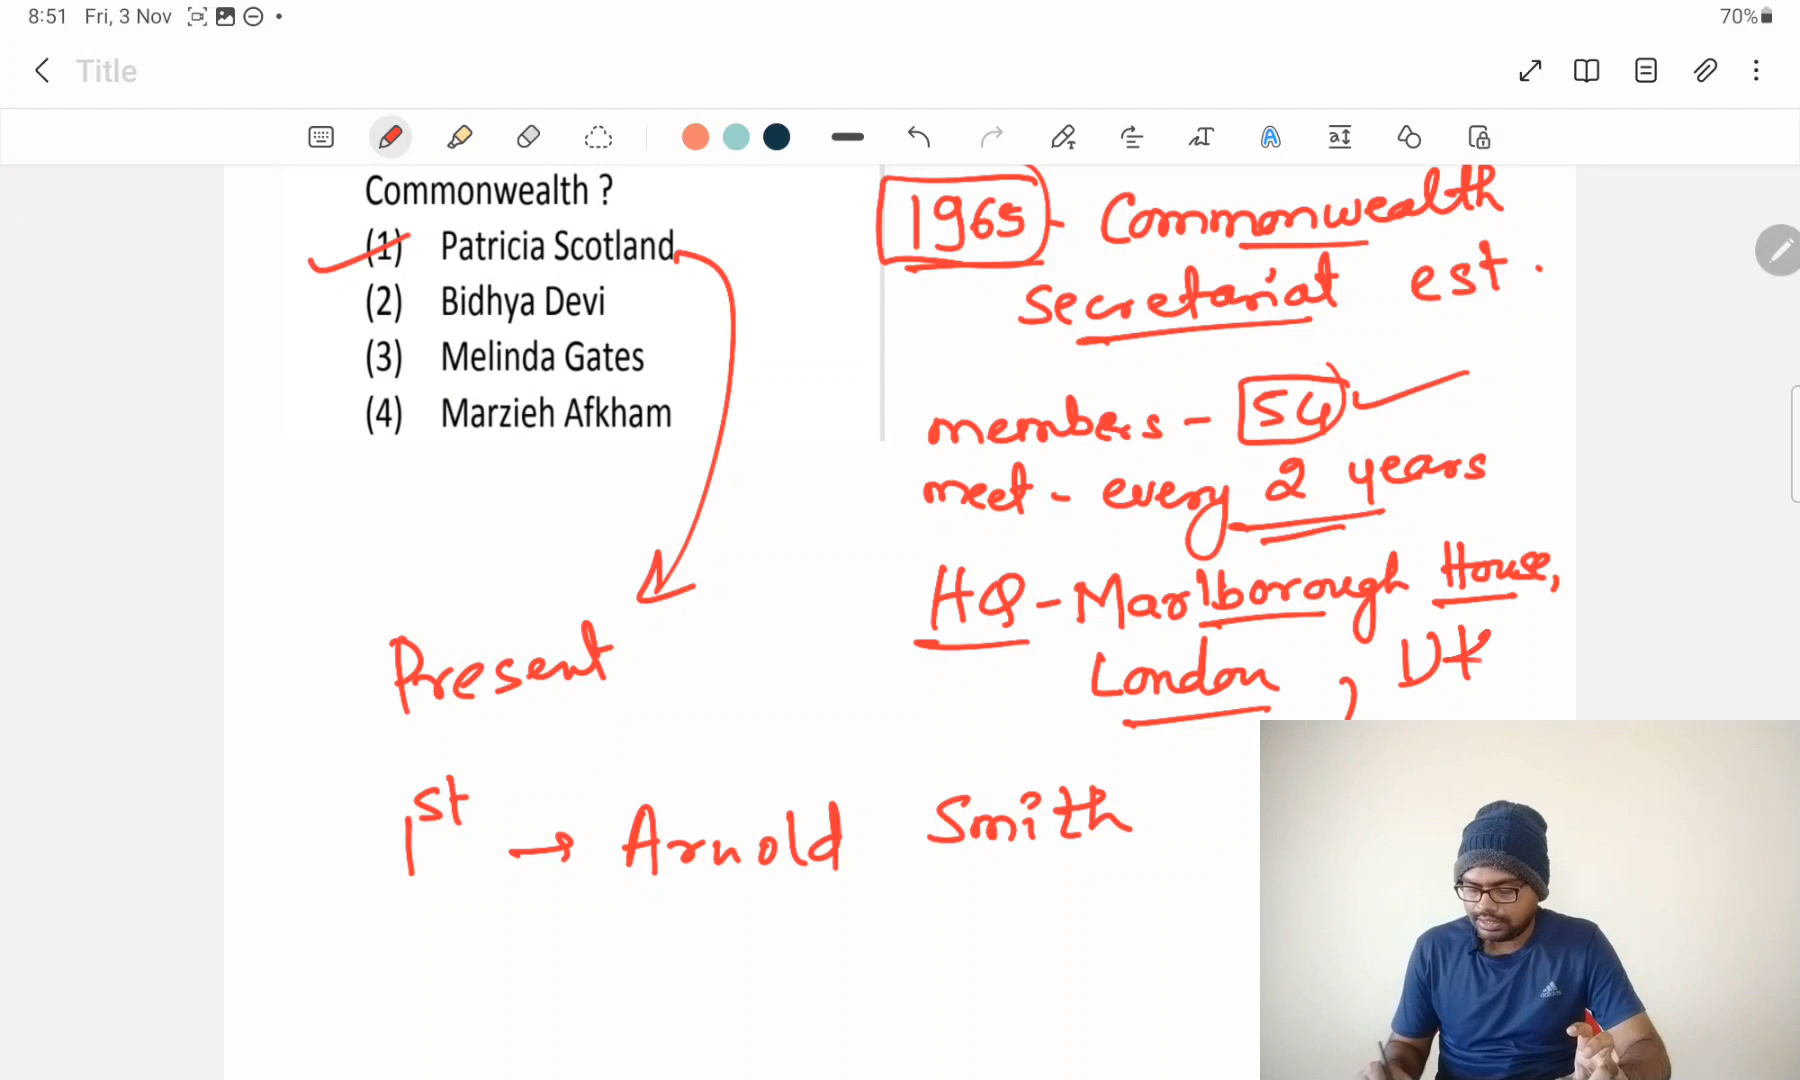 8:51 Fri, 3 Nov
70%
Title
Commonwealth ?
(1) Patricia Scotland
(2) Bidhya Devi
(3) Melinda Gates
(4) Marzieh Afkham
1965 - Commonwealth
secretariat est.
members - 54
meet - every 2 years
HQ - Marlborough House,
London, UK
Present
1st → Arnold Smith
adidas